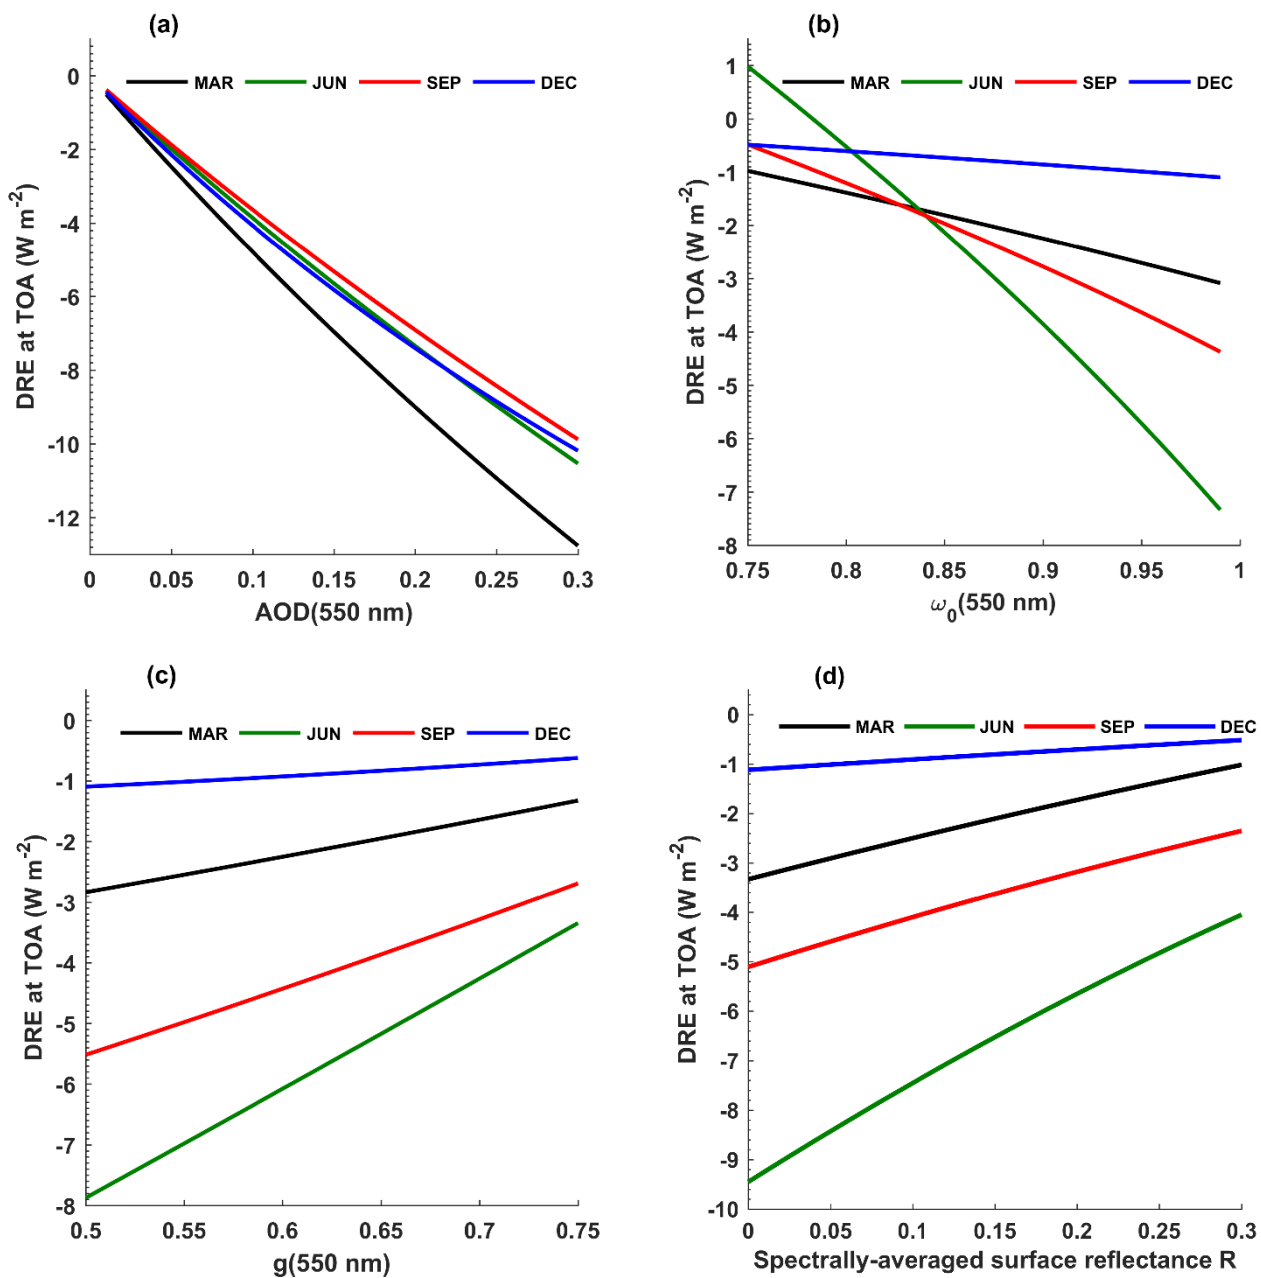 (a)
MAR JUN SEP DEC
0
-2
-4
-6
-8
-10
-12
DRE at TOA (W m⁻²)
0 0.05 0.1 0.15 0.2 0.25 0.3
AOD(550 nm)
(b)
MAR JUN SEP DEC
1
0
-1
-2
-3
-4
-5
-6
-7
-8
DRE at TOA (W m⁻²)
0.75 0.8 0.85 0.9 0.95 1
ω₀(550 nm)
(c)
MAR JUN SEP DEC
0
-1
-2
-3
-4
-5
-6
-7
-8
DRE at TOA (W m⁻²)
0.5 0.55 0.6 0.65 0.7 0.75
g(550 nm)
(d)
MAR JUN SEP DEC
0
-1
-2
-3
-4
-5
-6
-7
-8
-9
-10
DRE at TOA (W m⁻²)
0 0.05 0.1 0.15 0.2 0.25 0.3
Spectrally-averaged surface reflectance R